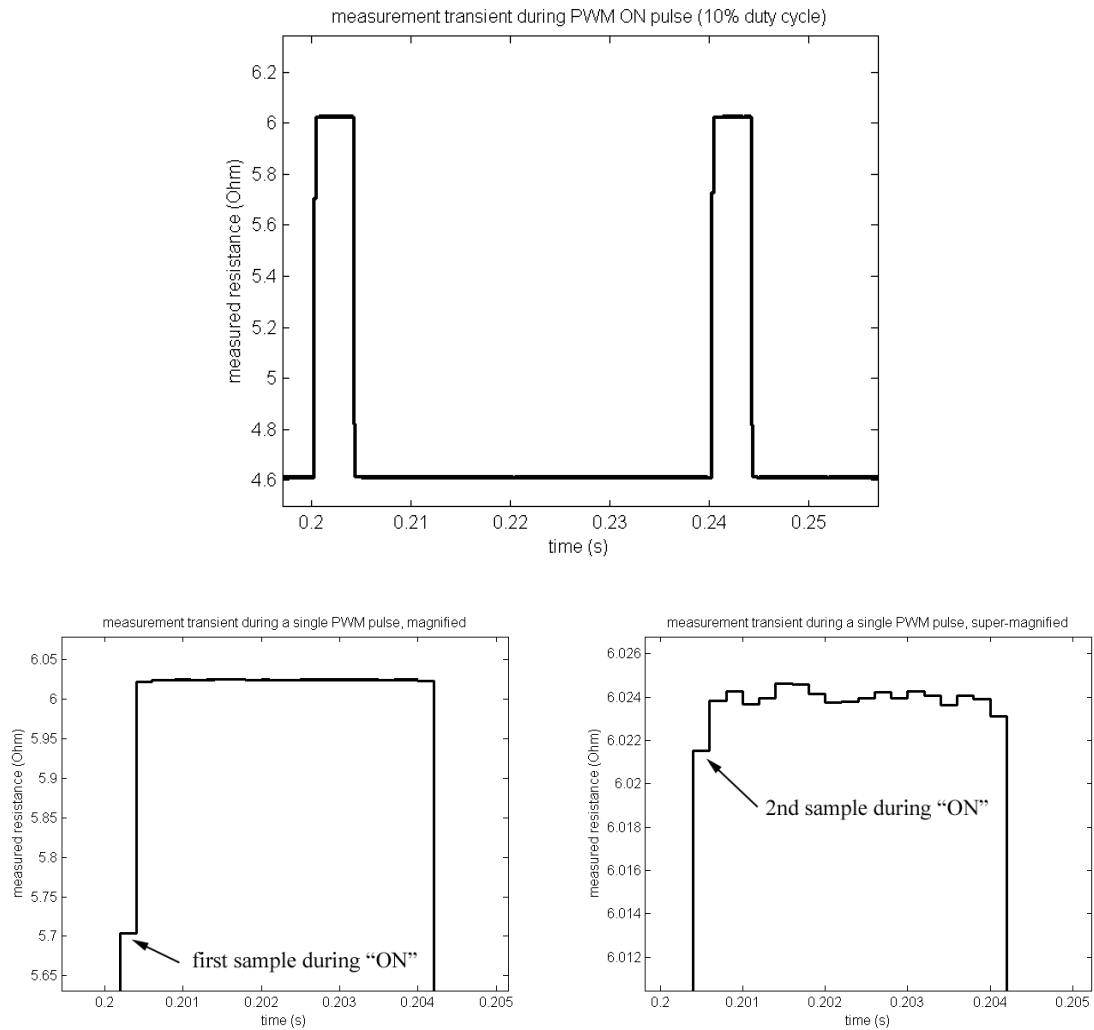 measurement transient during PWM ON pulse (10% duty cycle)
6.2
6
5.8
5.6
5.4
5.2
5
4.8
4.6
measured resistance (Ohm)
0.2 0.21 0.22 0.23 0.24 0.25
time (s)
measurement transient during a single PWM pulse, magnified
6.05
6
5.95
5.9
5.85
5.8
5.75
5.7
5.65
measured resistance (Ohm)
first sample during “ON”
0.2 0.201 0.202 0.203 0.204 0.205
time (s)
measurement transient during a single PWM pulse, super-magnified
6.026
6.024
6.022
6.02
6.018
6.016
6.014
6.012
measured resistance (Ohm)
2nd sample during “ON”
0.2 0.201 0.202 0.203 0.204 0.205
time (s)